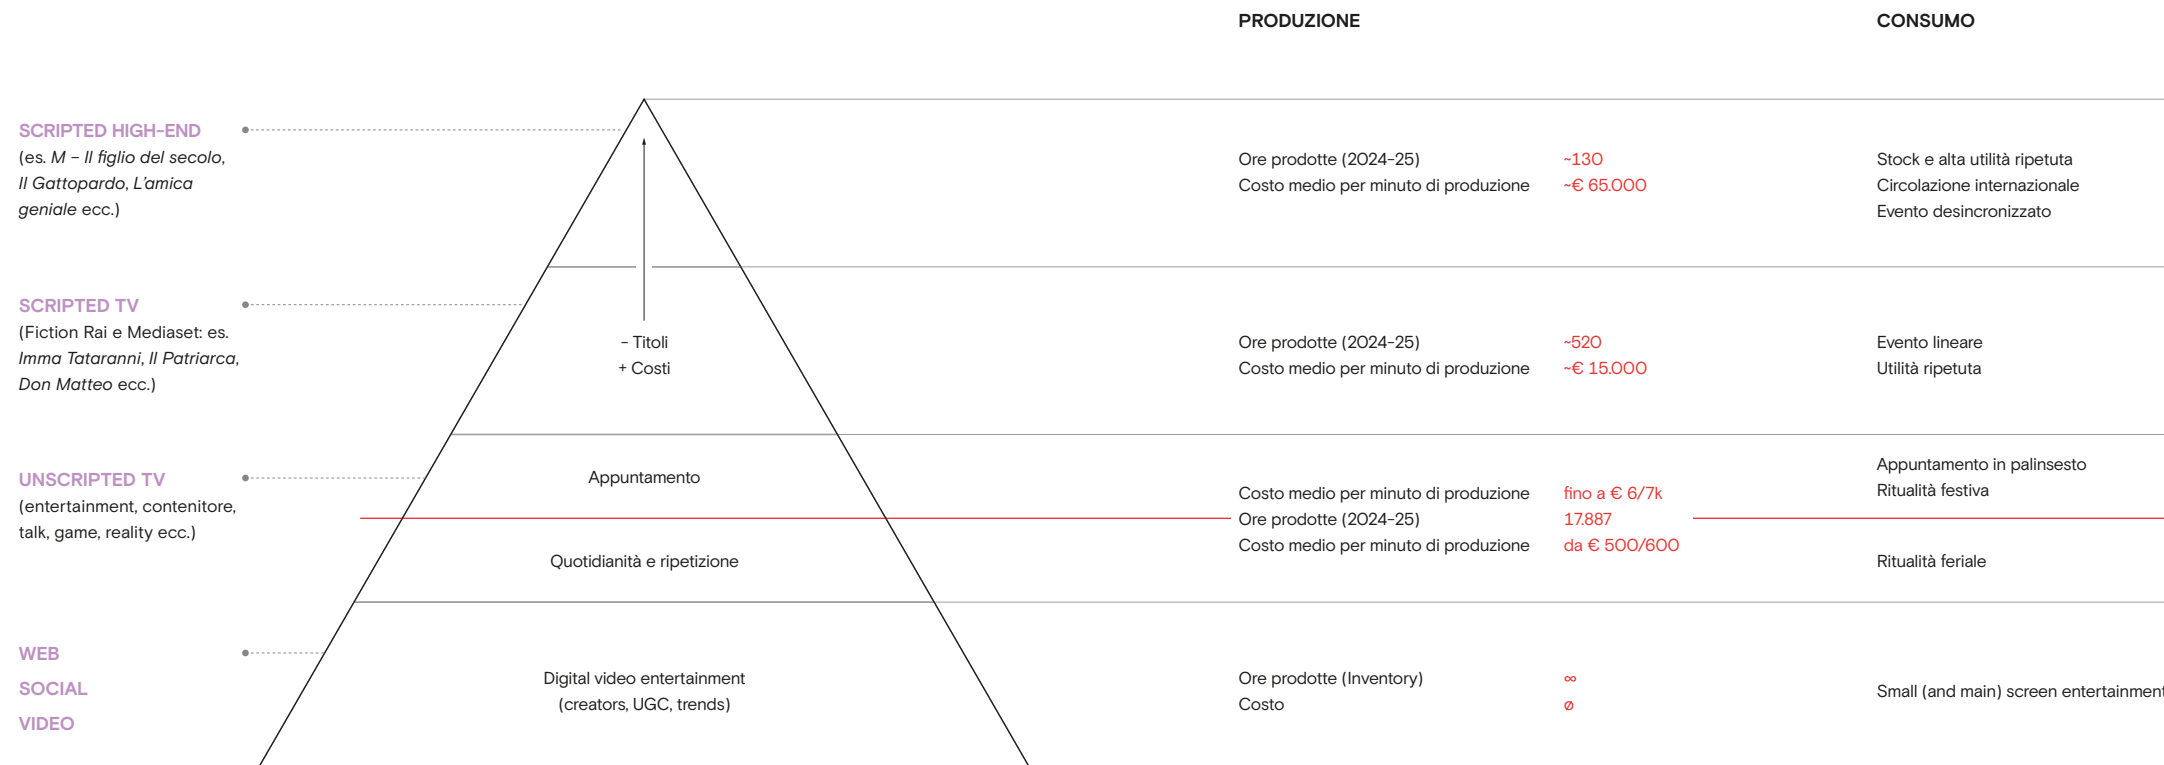 PRODUZIONE
CONSUMO
SCRIPTED HIGH-END
(es. M – Il figlio del secolo,
Il Gattopardo, L'amica
geniale ecc.)
Ore prodotte (2024-25) ~130
Costo medio per minuto di produzione ~€ 65.000
Stock e alta utilità ripetuta
Circolazione internazionale
Evento desincronizzato
SCRIPTED TV
(Fiction Rai e Mediaset: es.
Imma Tataranni, Il Patriarca,
Don Matteo ecc.)
– Titoli
+ Costi
Ore prodotte (2024-25) ~520
Costo medio per minuto di produzione ~€ 15.000
Evento lineare
Utilità ripetuta
UNSCRIPTED TV
(entertainment, contenitore,
talk, game, reality ecc.)
Appuntamento
Quotidianità e ripetizione
Costo medio per minuto di produzione fino a € 6/7k
Ore prodotte (2024-25) 17.887
Costo medio per minuto di produzione da € 500/600
Appuntamento in palinsesto
Ritualità festiva
Ritualità feriale
WEB
SOCIAL
VIDEO
Digital video entertainment
(creators, UGC, trends)
Ore prodotte (Inventory) ∞
Costo ø
Small (and main) screen entertainment